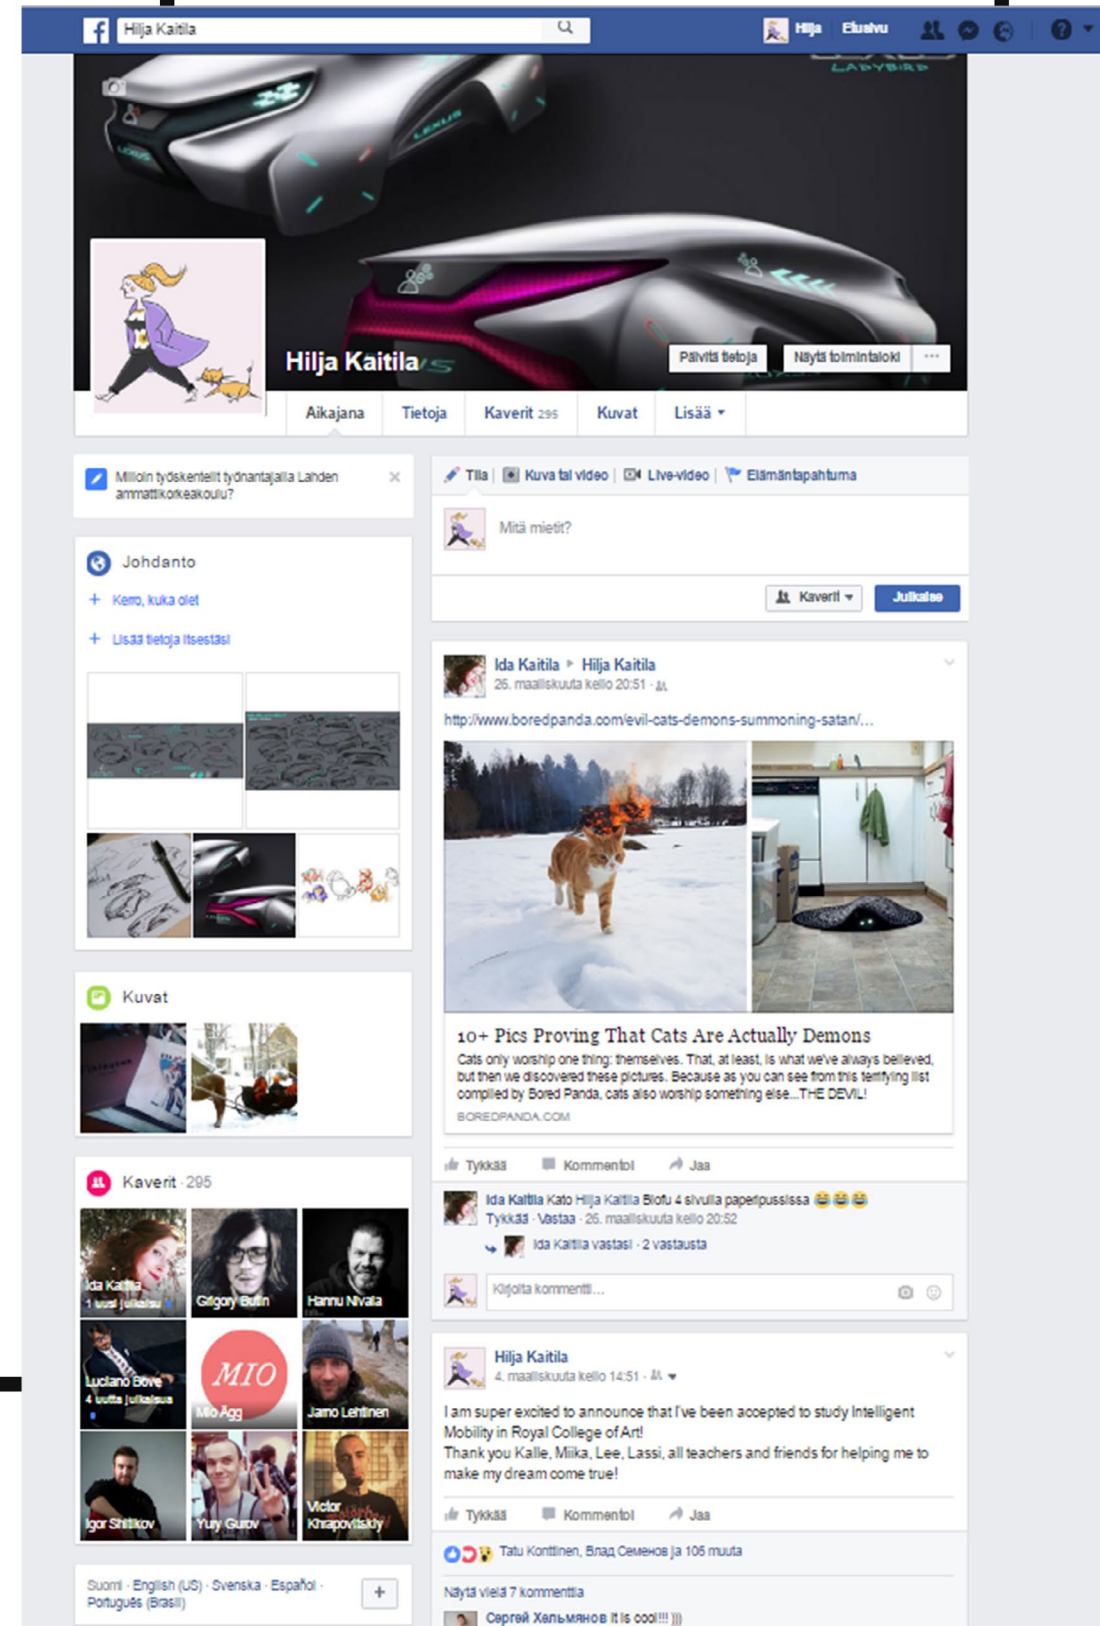 Hilja Kaitila
Hilja
Etusivu
LADYBIRD
LEXUS
LEXUS
Hilja Kaitila
Päivitä tietoja
Näytä toimintaloki
Aikajana
Tietoja
Kaverit 295
Kuvat
Lisää
Milloin työskentelit työnantajalla Lahden
ammattikorkeakoulu?
Johdanto
+ Kerro, kuka olet
+ Lisää tietoja itsestäsi
Kuvat
Kaverit · 295
Ida Kaitila
1 uusi julkaisu
Grigory Butin
Hannu Nivala
Luciano Bove
4 uutta julkaisua
MIO
Mio Ägg
Jarno Lehtinen
Igor Shitikov
Yury Gurov
Victor
Khrapovitskiy
Suomi · English (US) · Svenska · Español ·
Português (Brasil)
+
Tila
Kuva tai video
Live-video
Elämäntapahtuma
Mitä mietit?
Kaverit
Julkaise
Ida Kaitila ▸ Hilja Kaitila
26. maaliskuuta kello 20:51 ·
http://www.boredpanda.com/evil-cats-demons-summoning-satan/...
10+ Pics Proving That Cats Are Actually Demons
Cats only worship one thing: themselves. That, at least, is what we've always believed,
but then we discovered these pictures. Because as you can see from this terrifying list
compiled by Bored Panda, cats also worship something else...THE DEVIL!
BOREDPANDA.COM
Tykkää
Kommentoi
Jaa
Ida Kaitila Kato Hilja Kaitila Biofu 4 sivulla paperipussissa 😂😂😂
Tykkää · Vastaa · 26. maaliskuuta kello 20:52
Ida Kaitila vastasi · 2 vastausta
Kirjoita kommentti...
Hilja Kaitila
4. maaliskuuta kello 14:51 ·
I am super excited to announce that I've been accepted to study Intelligent
Mobility in Royal College of Art!
Thank you Kalle, Miika, Lee, Lassi, all teachers and friends for helping me to
make my dream come true!
Tykkää
Kommentoi
Jaa
Tatu Konttinen, Влад Семенов ja 106 muuta
Näytä vielä 7 kommenttia
Сергей Хельмянов It is cool!!! )))